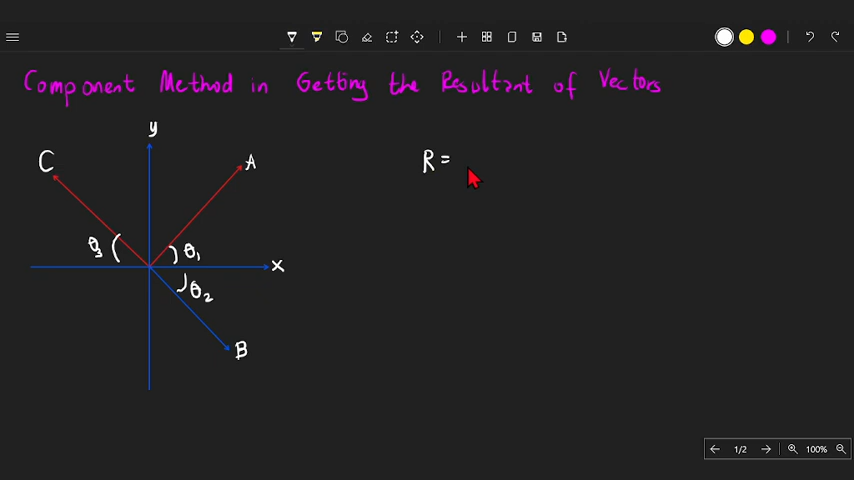 Component Method in Getting the Resultant of Vectors
y
C
A
R =
θ3
θ1
x
θ2
B
1/2
100%